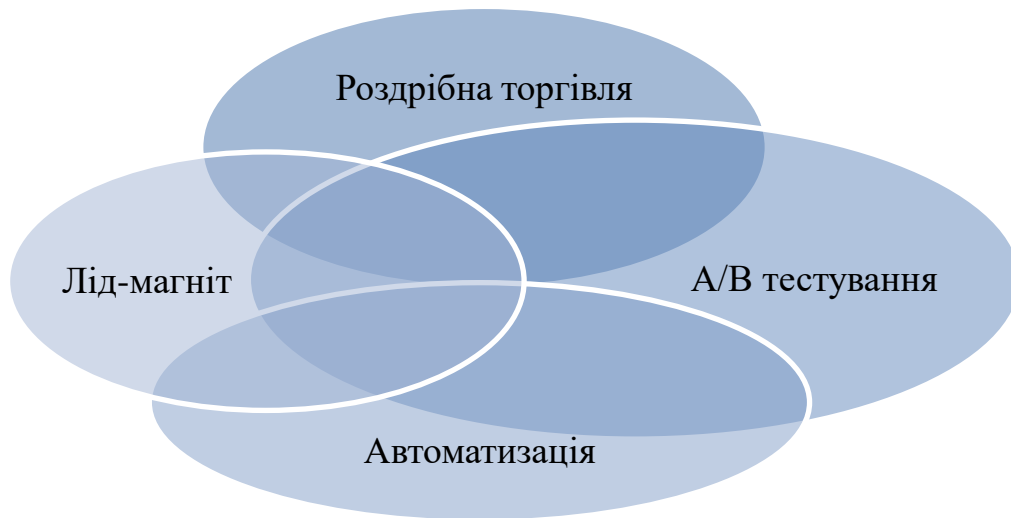 Роздрібна торгівля
Лід-магніт
А/В тестування
Автоматизація